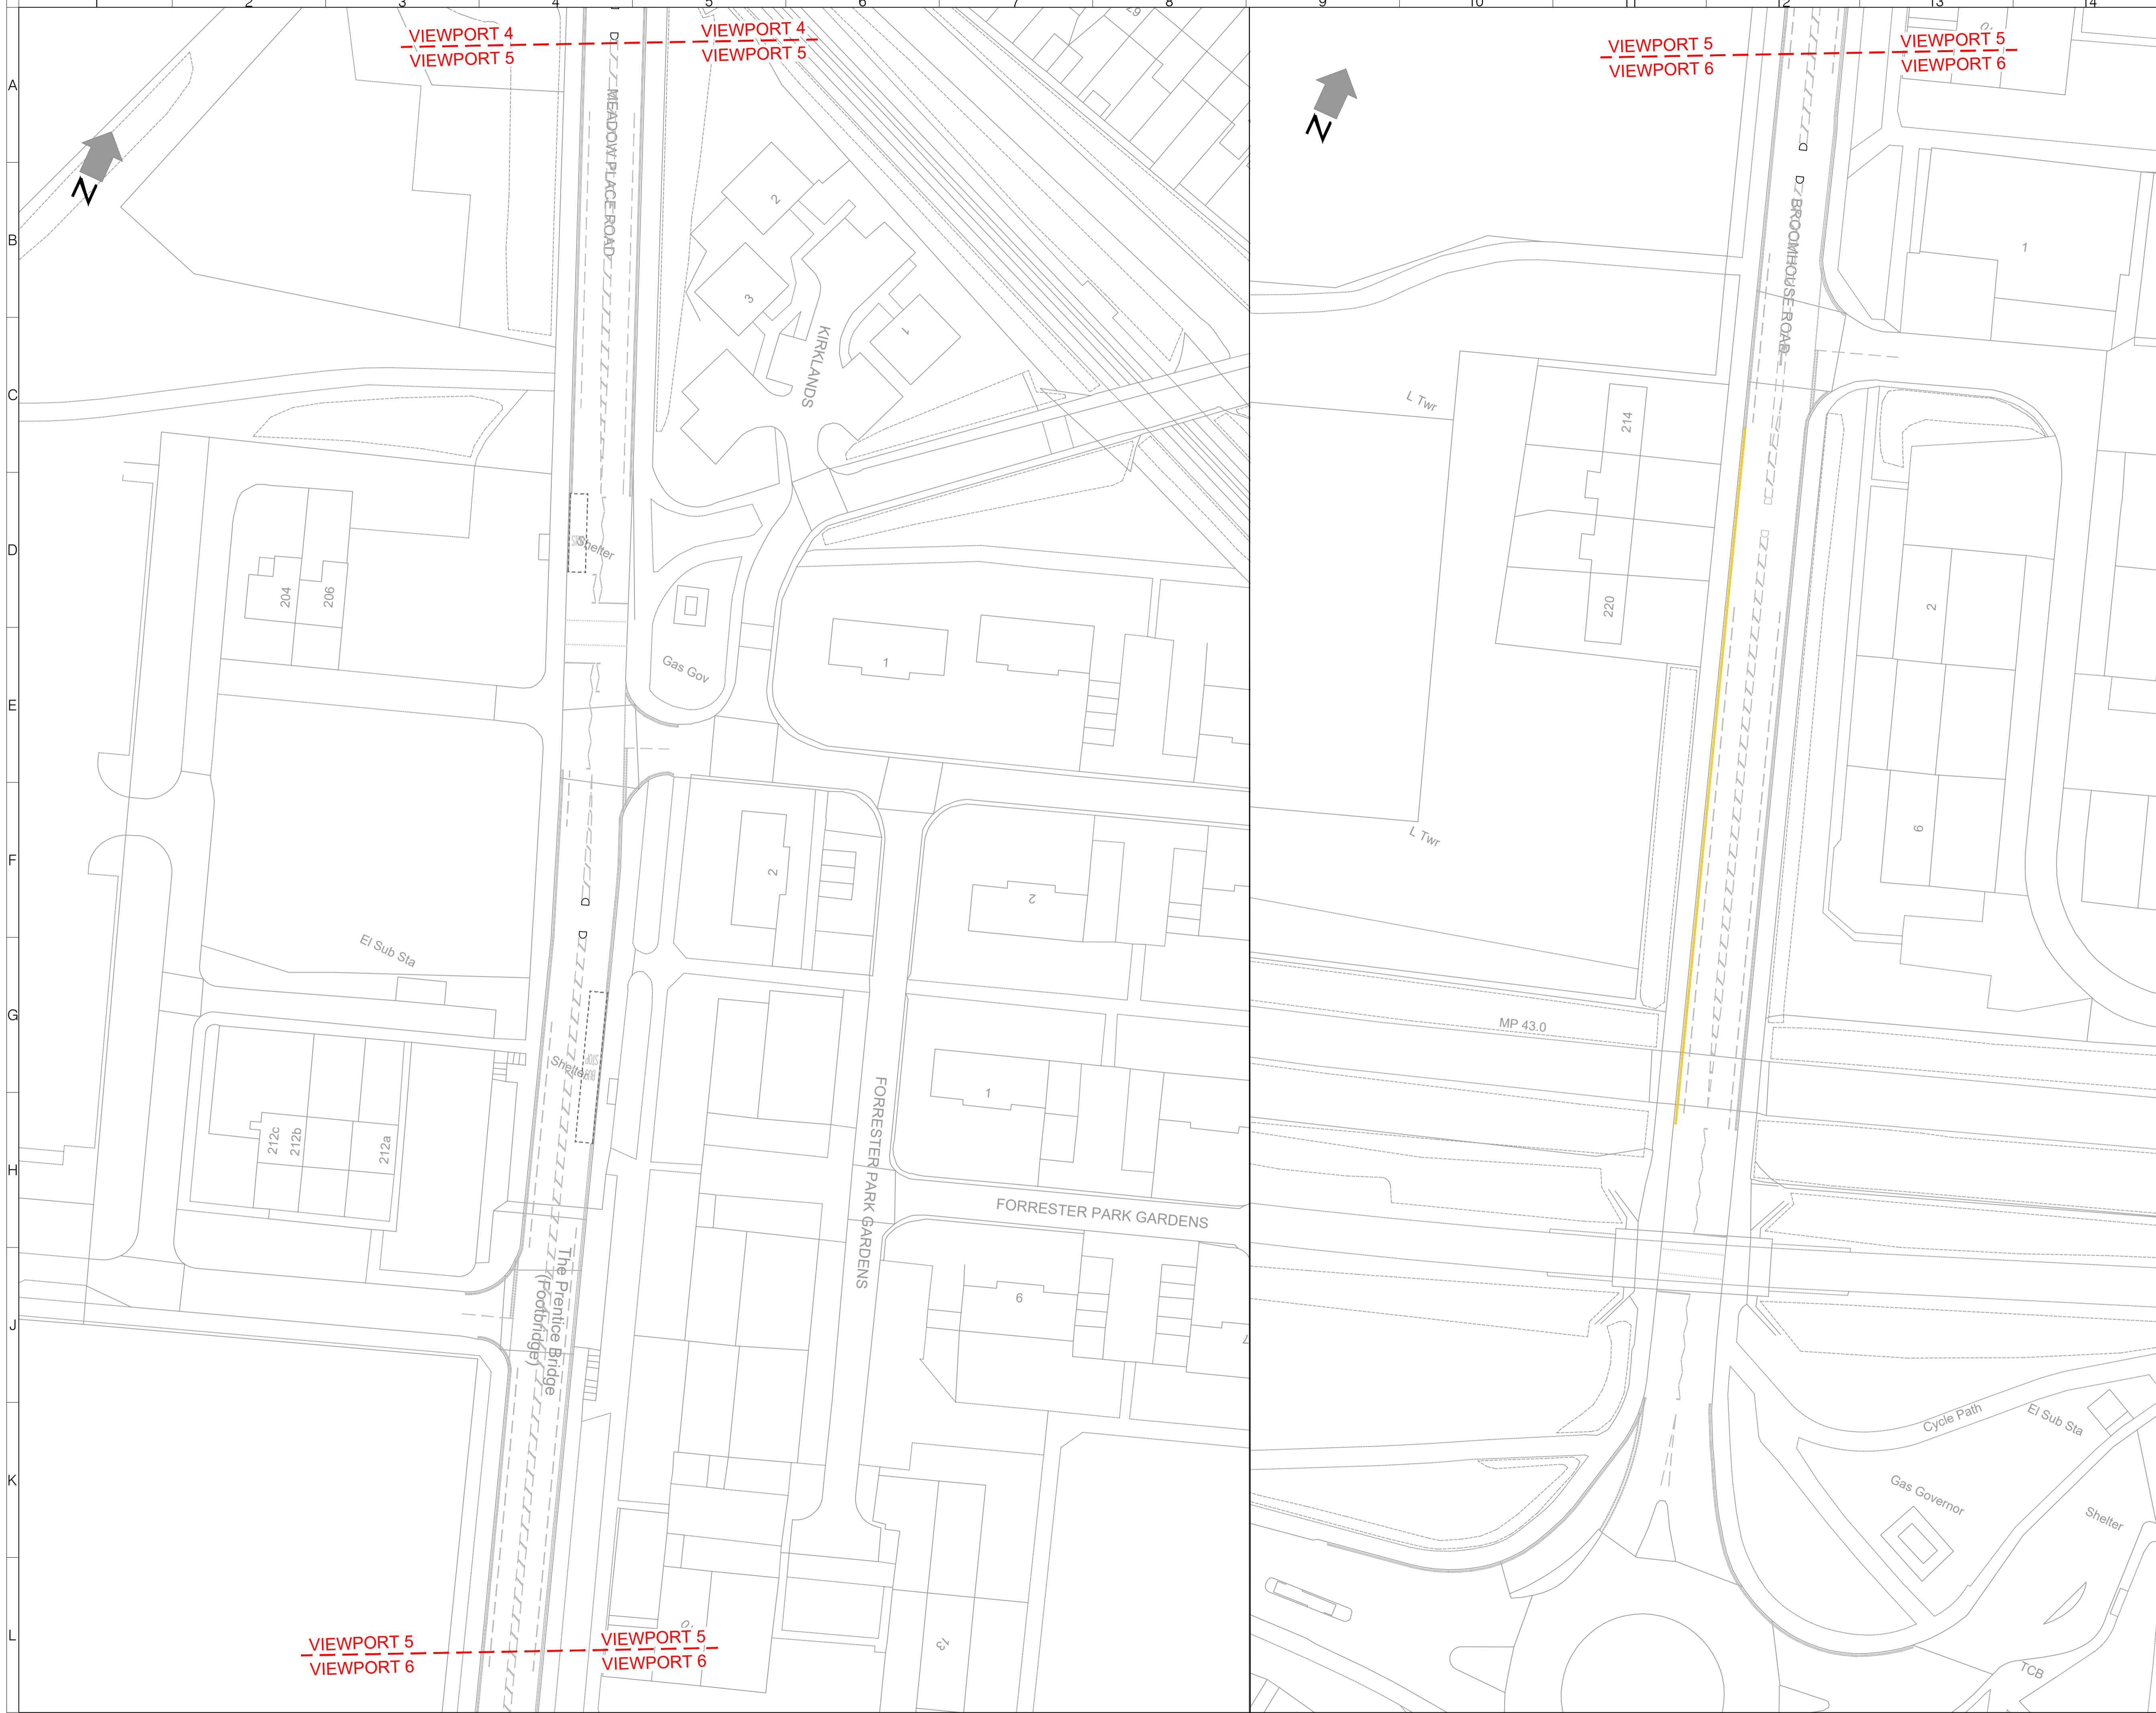 3
4
5
6
7
8
9
10
11
12
13
14
2
A
B
C
D
E
F
G
H
J
K
L
VIEWPORT 4
VIEWPORT 5
VIEWPORT 4
VIEWPORT 5
N
D
MEADOW PLACE ROAD
2
3
1
KIRKLANDS
Shelter
204
206
Gas Gov
1
2
2
D
D
El Sub Sta
Shelter
212c
212b
212a
1
FORRESTER PARK GARDENS
FORRESTER PARK GARDENS
The Prentice Bridge
(Footbridge)
6
73
VIEWPORT 5
VIEWPORT 6
VIEWPORT 5
VIEWPORT 6
VIEWPORT 5
VIEWPORT 6
VIEWPORT 5
VIEWPORT 6
N
D
D
BROOMHOUSE ROAD
1
L Twr
214
220
2
L Twr
MP 43.0
Cycle Path
El Sub Sta
Gas Governor
Shelter
TCB